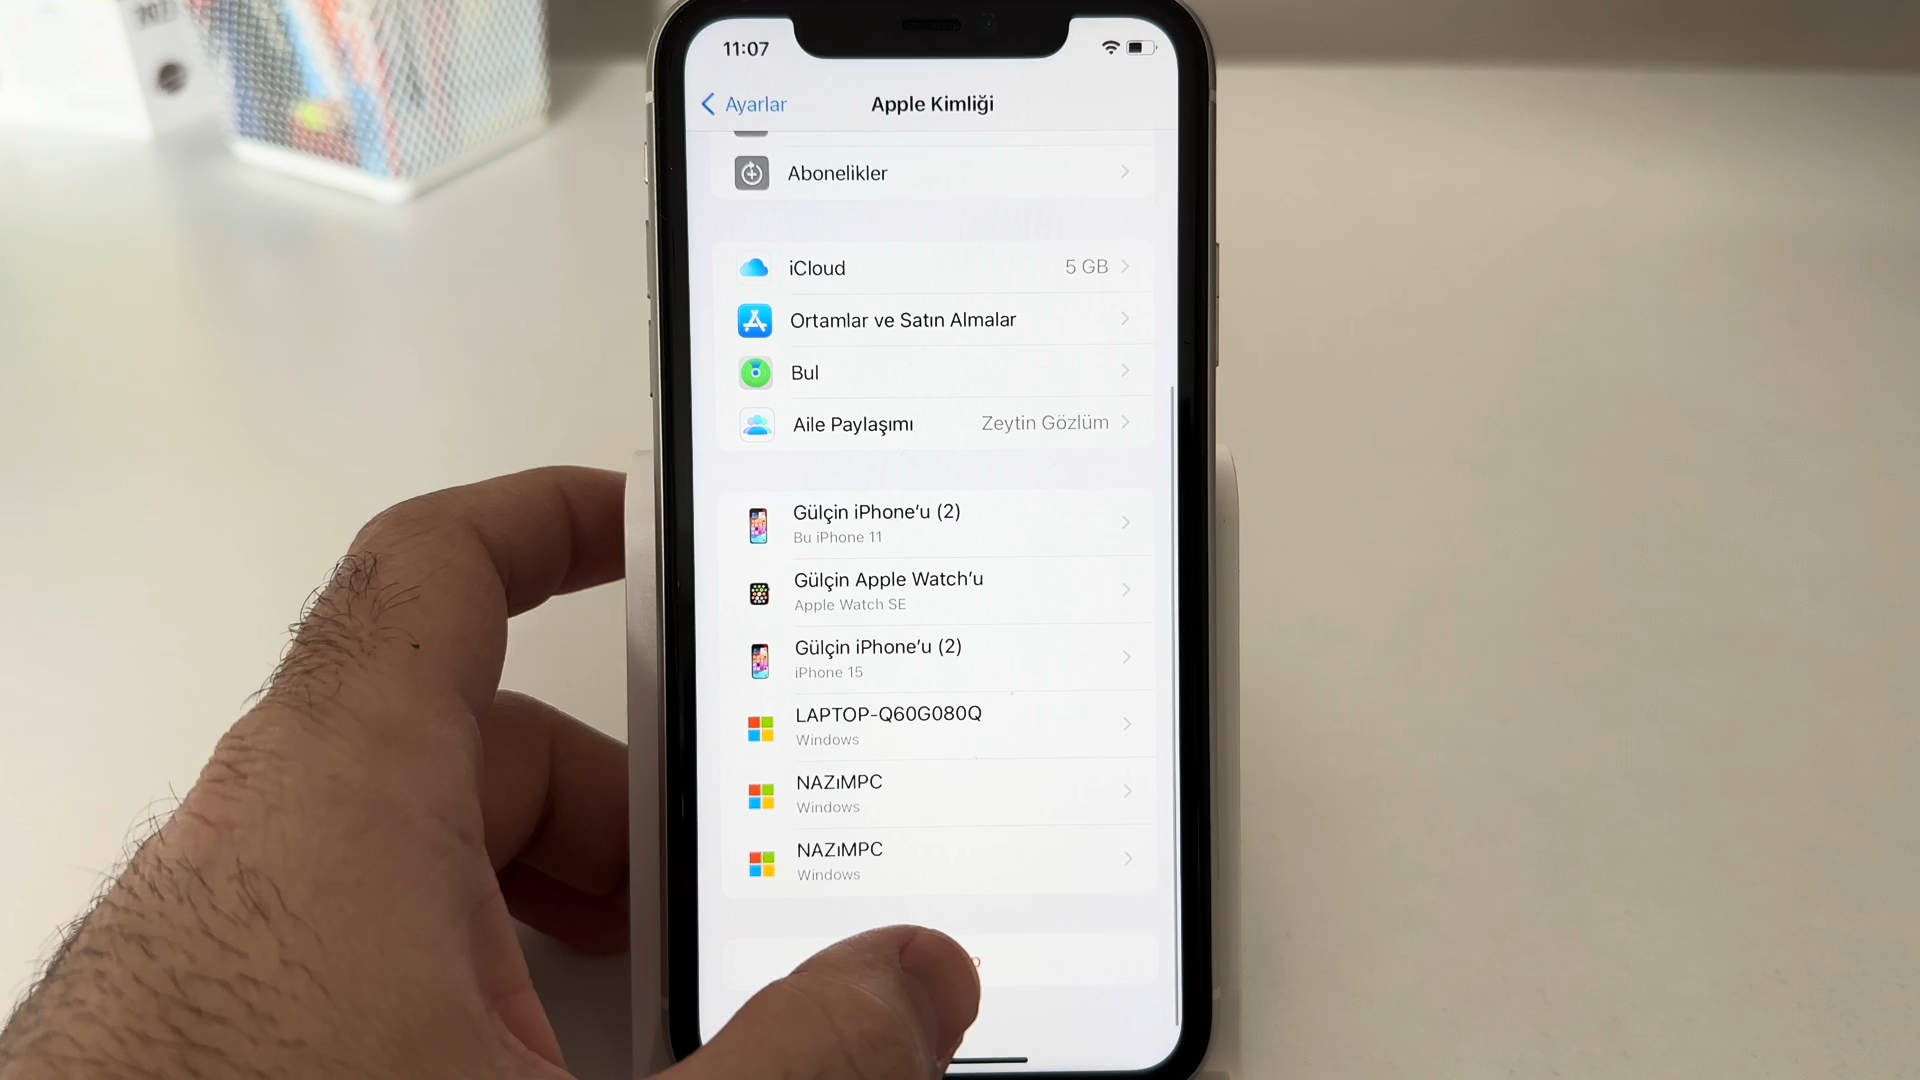 707
11:07
Ayarlar
Apple Kimliği
Abonelikler
iCloud
5 GB
Ortamlar ve Satın Almalar
Bul
Aile Paylaşımı
Zeytin Gözlüm
Gülçin iPhone’u (2)
Bu iPhone 11
Gülçin Apple Watch’u
Apple Watch SE
Gülçin iPhone’u (2)
iPhone 15
LAPTOP-Q60G080Q
Windows
NAZıMPC
Windows
NAZıMPC
Windows